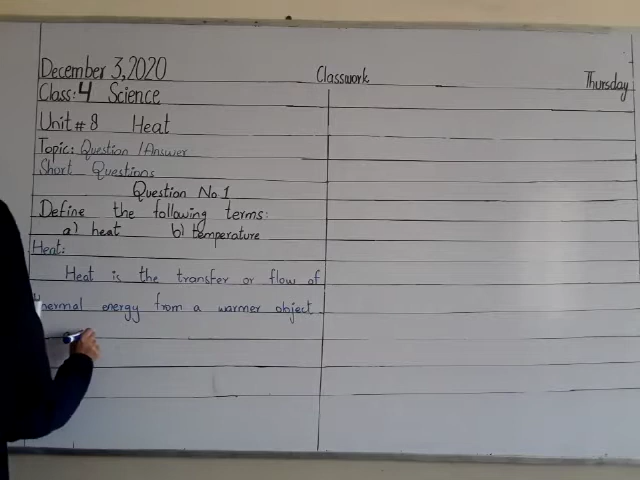 December 3, 2020 Classwork Thursday
Class: 4 Science
Unit # 8 Heat
Topic: Question /Answer
Short Questions
Question No 1
Define the following terms:
a) heat b) temperature
Heat:
Heat is the transfer or flow of
thermal energy from a warmer object